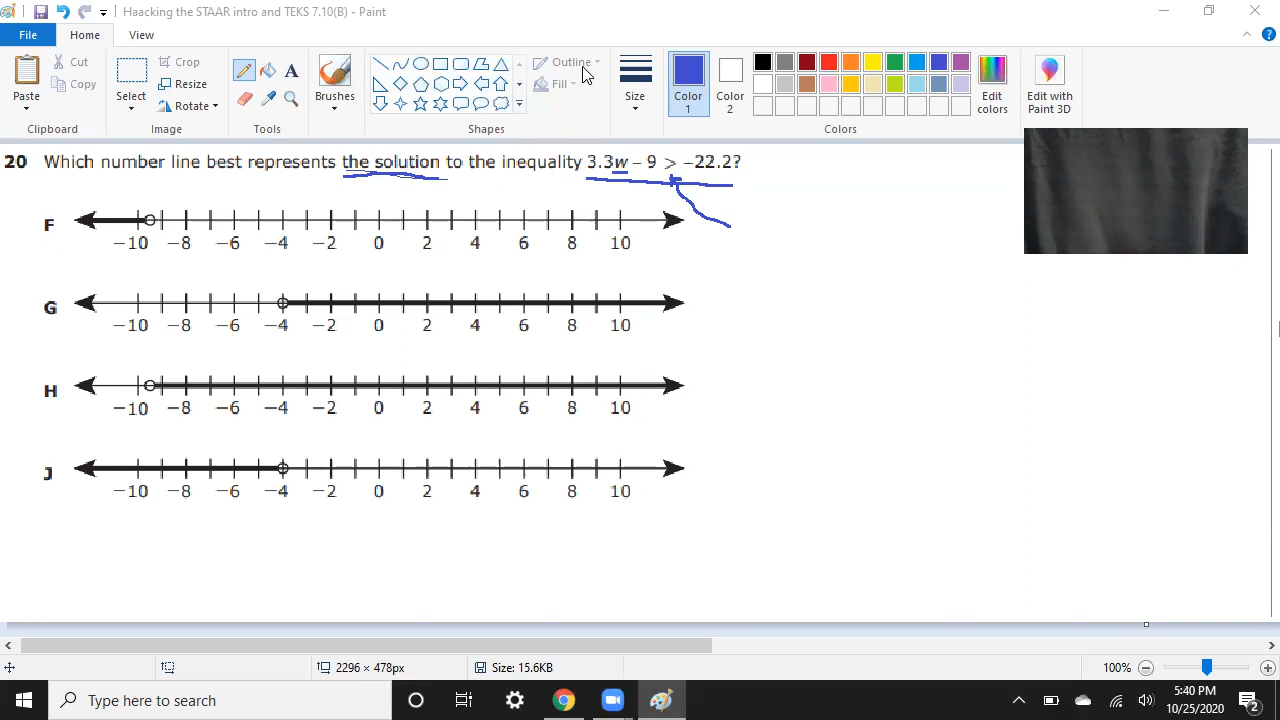 Haacking the STAAR intro and TEKS 7.10(B) - Paint
File Home View
Paste Cut Copy Clipboard
Select Crop Resize Rotate Image
A Tools
Brushes
Shapes Outline Fill
Size
Color 1 Color 2 Edit colors Colors
Edit with Paint 3D
20 Which number line best represents the solution to the inequality 3.3w – 9 > –22.2?
F
−10 −8 −6 −4 −2 0 2 4 6 8 10
G
−10 −8 −6 −4 −2 0 2 4 6 8 10
H
−10 −8 −6 −4 −2 0 2 4 6 8 10
J
−10 −8 −6 −4 −2 0 2 4 6 8 10
2296 × 478px Size: 15.6KB 100%
Type here to search
5:40 PM
10/25/2020 2